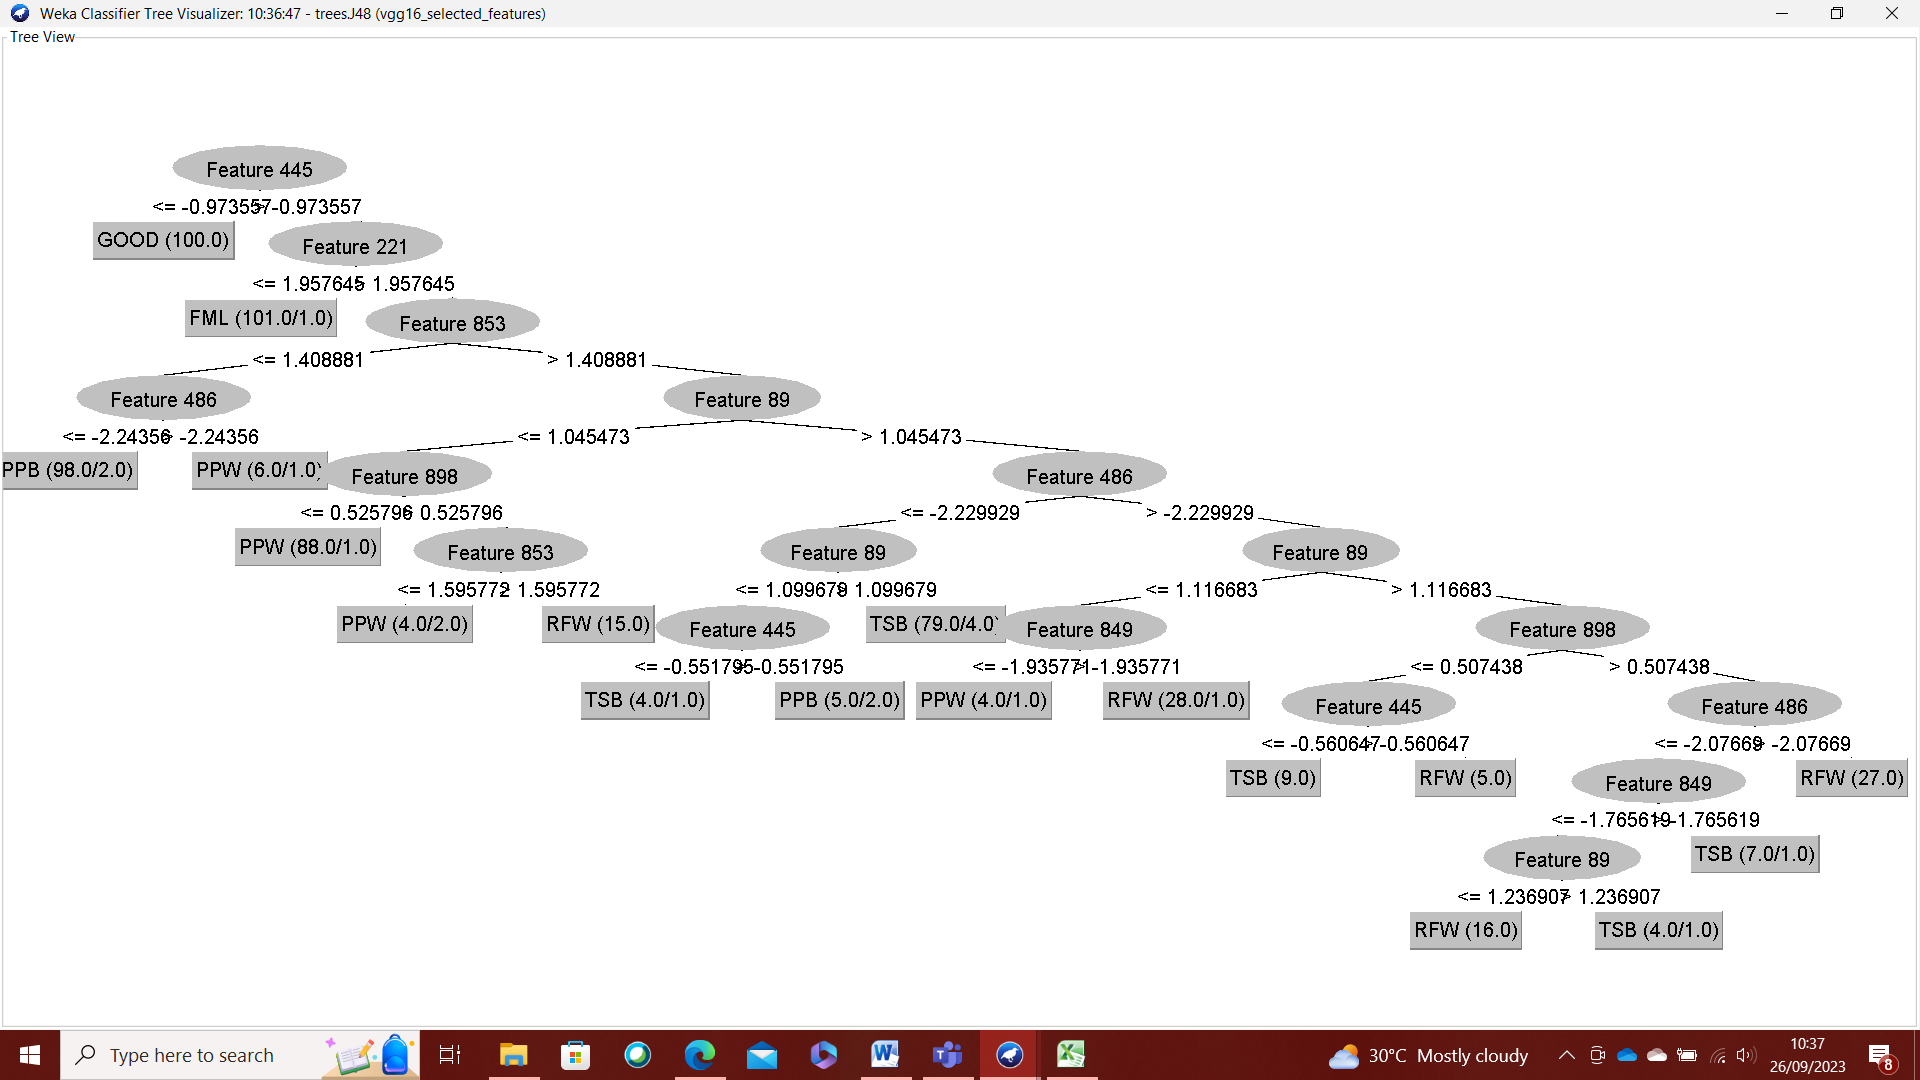 Weka Classifier Tree Visualizer: 10:36:47 - trees.J48 (vgg16_selected_features)
Tree View
Feature 445
<= -0.973557 > -0.973557
GOOD (100.0) Feature 221
<= 1.957645 > 1.957645
FML (101.0/1.0) Feature 853
<= 1.408881 > 1.408881
Feature 486 Feature 89
<= -2.24356 > -2.24356 <= 1.045473 > 1.045473
PPB (98.0/2.0) PPW (6.0/1.0) Feature 898 Feature 486
<= 0.525796 > 0.525796 <= -2.229929 > -2.229929
PPW (88.0/1.0) Feature 853 Feature 89 Feature 89
<= 1.595772 > 1.595772 <= 1.099679 > 1.099679 <= 1.116683 > 1.116683
PPW (4.0/2.0) RFW (15.0) Feature 445 TSB (79.0/4.0) Feature 849 Feature 898
<= -0.551795 > -0.551795 <= -1.935771 > -1.935771 <= 0.507438 > 0.507438
TSB (4.0/1.0) PPB (5.0/2.0) PPW (4.0/1.0) RFW (28.0/1.0) Feature 445 Feature 486
<= -0.560647 > -0.560647 <= -2.07669 > -2.07669
TSB (9.0) RFW (5.0) Feature 849 RFW (27.0)
<= -1.765619 > -1.765619
Feature 89 TSB (7.0/1.0)
<= 1.236907 > 1.236907
RFW (16.0) TSB (4.0/1.0)
Type here to search
30°C Mostly cloudy
10:37
26/09/2023
8